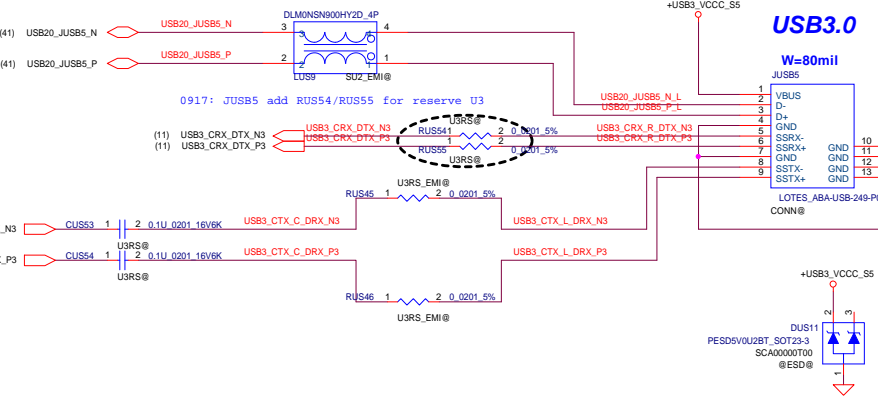 +USB3_VCCC_S5
USB3.0
W=80mil
JUSB5
DLM0NSN900HY2D_4P
(41) USB20_JUSB5_N
USB20_JUSB5_N
3 3 4
(41) USB20_JUSB5_P
USB20_JUSB5_P
2 2 1
LUS9 SU2_EMI@
0917: JUSB5 add RUS54/RUS55 for reserve U3
USB20_JUSB5_N_L
USB20_JUSB5_P_L
1 VBUS
2 D-
3 D+
4 GND
5 SSRX-
6 SSRX+ GND 10
7 GND GND 11
8 SSTX- GND 12
9 SSTX+ GND 13
LOTES_ABA-USB-249-P
CONN@
U3RS@
(11) USB3_CRX_DTX_N3
USB3_CRX_DTX_N3
RUS54 1 2 0_0201_5%
USB3_CRX_R_DTX_N3
(11) USB3_CRX_DTX_P3
USB3_CRX_DTX_P3
RUS55 1 2 0_0201_5%
USB3_CRX_R_DTX_P3
U3RS@
U3RS_EMI@
RUS45 1 2 0_0201_5%
_N3
CUS53 1 2 0.1U_0201_16V6K
USB3_CTX_C_DRX_N3
USB3_CTX_L_DRX_N3
U3RS@
_P3
CUS54 1 2 0.1U_0201_16V6K
USB3_CTX_C_DRX_P3
USB3_CTX_L_DRX_P3
U3RS@
RUS46 1 2 0_0201_5%
U3RS_EMI@
+USB3_VCCC_S5
2 3
DUS11
PESD5V0U2BT_SOT23-3
SCA00000T00
@ESD@
1